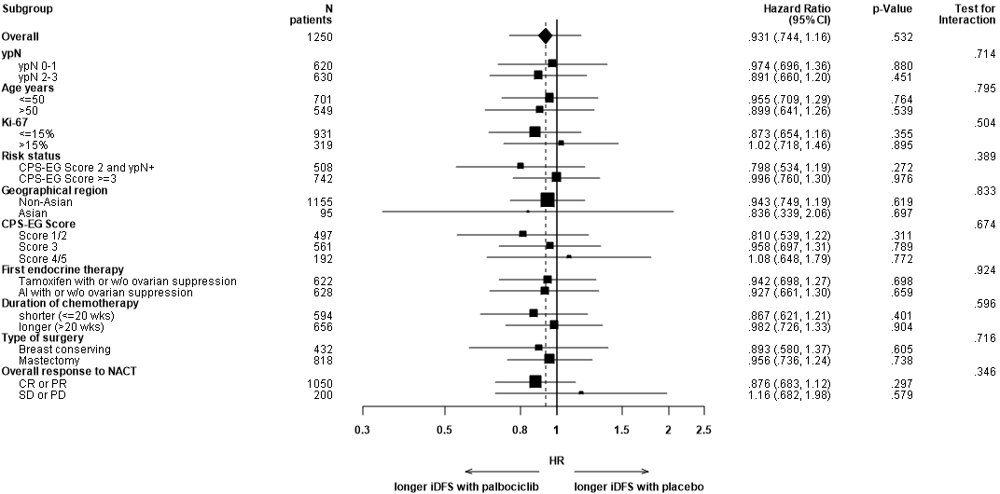 Subgroup N patients Hazard Ratio (95% CI) p-Value Test for Interaction
Overall 1250 .931 (.744, 1.16) .532
ypN .714
ypN 0-1 620 .974 (.696, 1.36) .880
ypN 2-3 630 .891 (.660, 1.20) .451
Age years .795
<=50 701 .955 (.709, 1.29) .764
>50 549 .899 (.641, 1.26) .539
Ki-67 .504
<=15% 931 .873 (.654, 1.16) .355
>15% 319 1.02 (.718, 1.46) .895
Risk status .389
CPS-EG Score 2 and ypN+ 508 .798 (.534, 1.19) .272
CPS-EG Score >=3 742 .996 (.760, 1.30) .976
Geographical region .833
Non-Asian 1155 .943 (.749, 1.19) .619
Asian 95 .836 (.339, 2.06) .697
CPS-EG Score .674
Score 1/2 497 .810 (.539, 1.22) .311
Score 3 561 .958 (.697, 1.31) .789
Score 4/5 192 1.08 (.648, 1.79) .772
First endocrine therapy .924
Tamoxifen with or w/o ovarian suppression 622 .942 (.698, 1.27) .698
AI with or w/o ovarian suppression 628 .927 (.661, 1.30) .659
Duration of chemotherapy .596
shorter (<=20 wks) 594 .867 (.621, 1.21) .401
longer (>20 wks) 656 .982 (.726, 1.33) .904
Type of surgery .716
Breast conserving 432 .893 (.580, 1.37) .605
Mastectomy 818 .956 (.736, 1.24) .738
Overall response to NACT .346
CR or PR 1050 .876 (.683, 1.12) .297
SD or PD 200 1.16 (.682, 1.98) .579
0.3 0.5 0.8 1 1.5 2 2.5
HR
longer iDFS with palbociclib longer iDFS with placebo